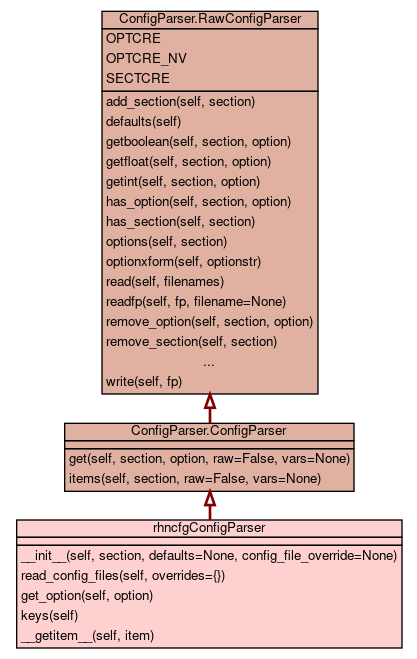 ConfigParser.RawConfigParser
OPTCRE
OPTCRE_NV
SECTCRE
add_section(self, section)
defaults(self)
getboolean(self, section, option)
getfloat(self, section, option)
getint(self, section, option)
has_option(self, section, option)
has_section(self, section)
options(self, section)
optionxform(self, optionstr)
read(self, filenames)
readfp(self, fp, filename=None)
remove_option(self, section, option)
remove_section(self, section)
...
write(self, fp)
ConfigParser.ConfigParser
get(self, section, option, raw=False, vars=None)
items(self, section, raw=False, vars=None)
rhncfgConfigParser
__init__(self, section, defaults=None, config_file_override=None)
read_config_files(self, overrides={})
get_option(self, option)
keys(self)
__getitem__(self, item)